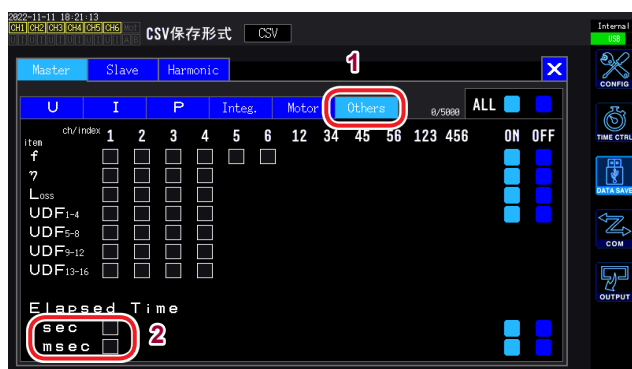 2022-11-11 18:21:13
CH1 CH2 CH3 CH4 CH5 CH6 Mot
U I U I U I U I U I U I A B
CSV保存形式 CSV
Internal
USB
1
Master Slave Harmonic X
U I P Integ. Motor Others 0/5000 ALL
item ch/index 1 2 3 4 5 6 12 34 45 56 123 456 ON OFF
f
η
Loss
UDF1-4
UDF5-8
UDF9-12
UDF13-16
Elapsed Time
sec
msec
2
CONFIG
TIME CTRL
DATA SAVE
COM
OUTPUT